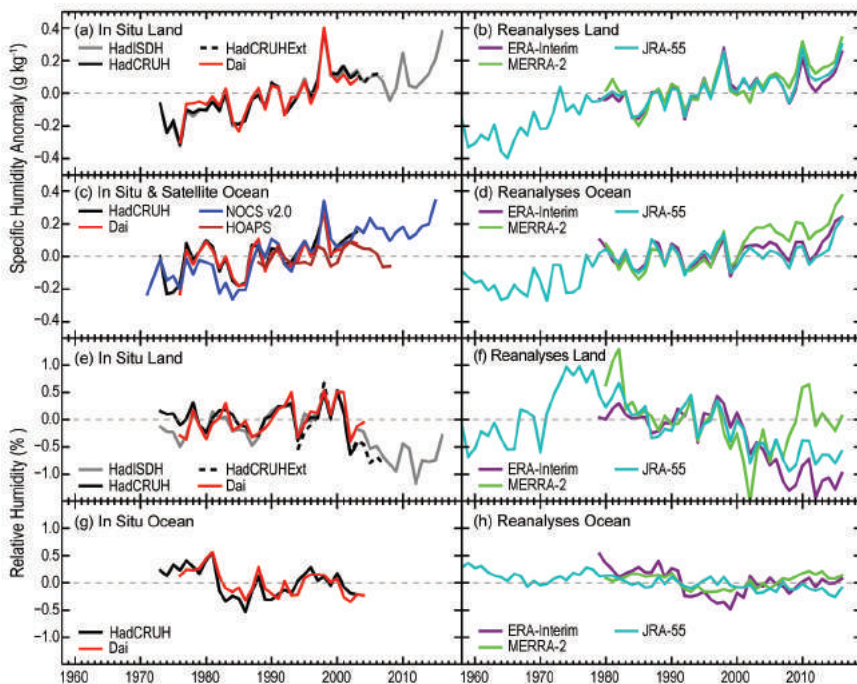 (a) In Situ Land
HadISDH
HadCRUH
HadCRUHExt
Dai
(b) Reanalyses Land
ERA-Interim
MERRA-2
JRA-55
Specific Humidity Anomaly (g kg⁻¹)
0.4
0.2
0.0
−0.2
−0.4
(c) In Situ & Satellite Ocean
HadCRUH
Dai
NOCS v2.0
HOAPS
(d) Reanalyses Ocean
ERA-Interim
MERRA-2
JRA-55
0.4
0.2
0.0
−0.2
−0.4
(e) In Situ Land
HadISDH
HadCRUH
HadCRUHExt
Dai
(f) Reanalyses Land
ERA-Interim
MERRA-2
JRA-55
Relative Humidity (%)
1.0
0.5
0.0
−0.5
−1.0
(g) In Situ Ocean
HadCRUH
Dai
(h) Reanalyses Ocean
ERA-Interim
MERRA-2
JRA-55
1.0
0.5
0.0
−0.5
−1.0
1960 1970 1980 1990 2000 2010 1960 1970 1980 1990 2000 2010